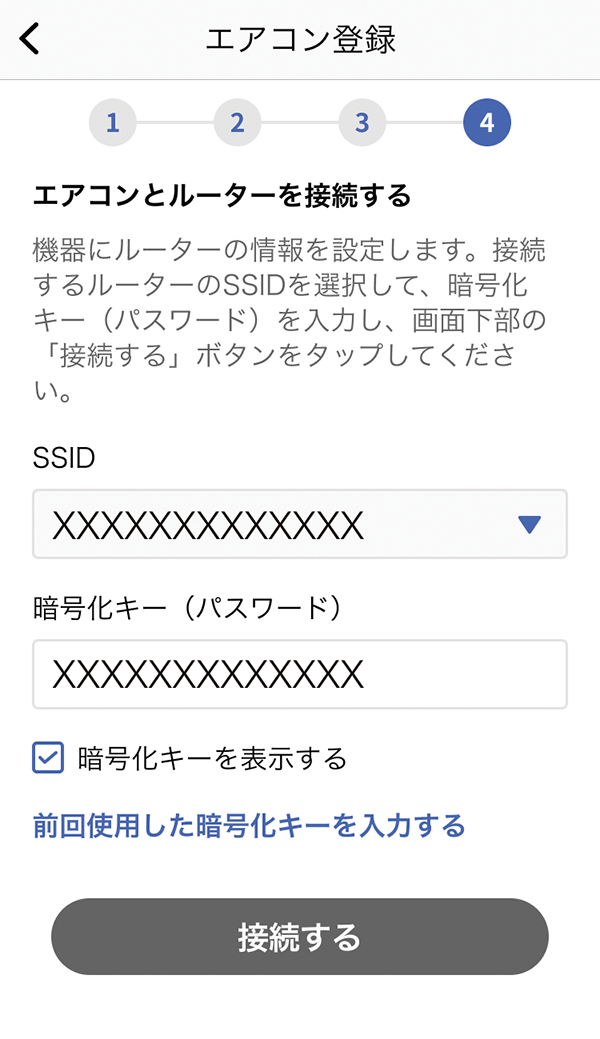 エアコン登録
1 2 3 4
エアコンとルーターを接続する
機器にルーターの情報を設定します。接続
するルーターのSSIDを選択して、暗号化
キー（パスワード）を入力し、画面下部の
「接続する」ボタンをタップしてくださ
い。
SSID
XXXXXXXXXXXXX
暗号化キー（パスワード）
XXXXXXXXXXXXX
暗号化キーを表示する
前回使用した暗号化キーを入力する
接続する